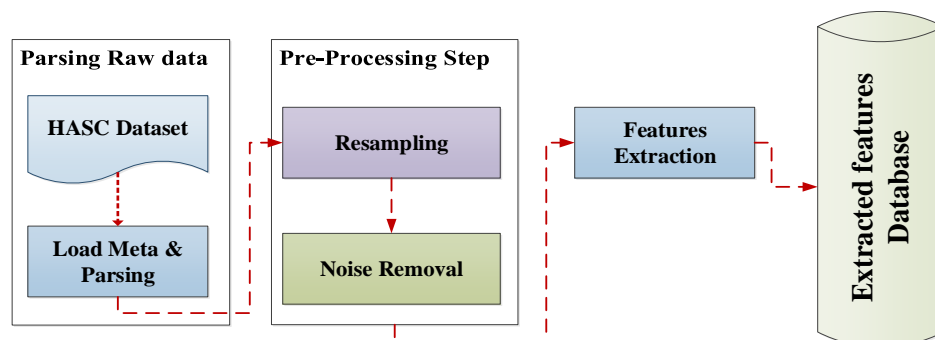 Parsing Raw data
HASC Dataset
Load Meta &
Parsing
Pre-Processing Step
Resampling
Noise Removal
Features
Extraction
Extracted features
Database